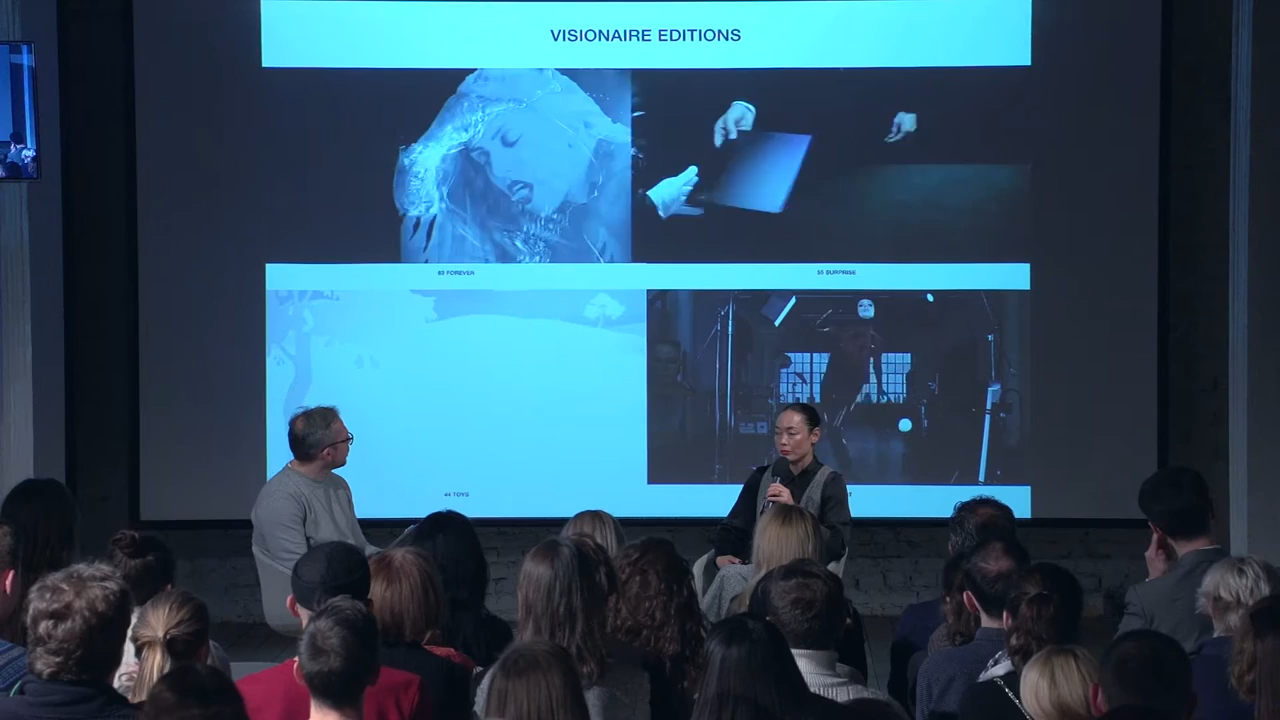 VISIONAIRE EDITIONS
63 FOREVER
55 SURPRISE
44 TOYS